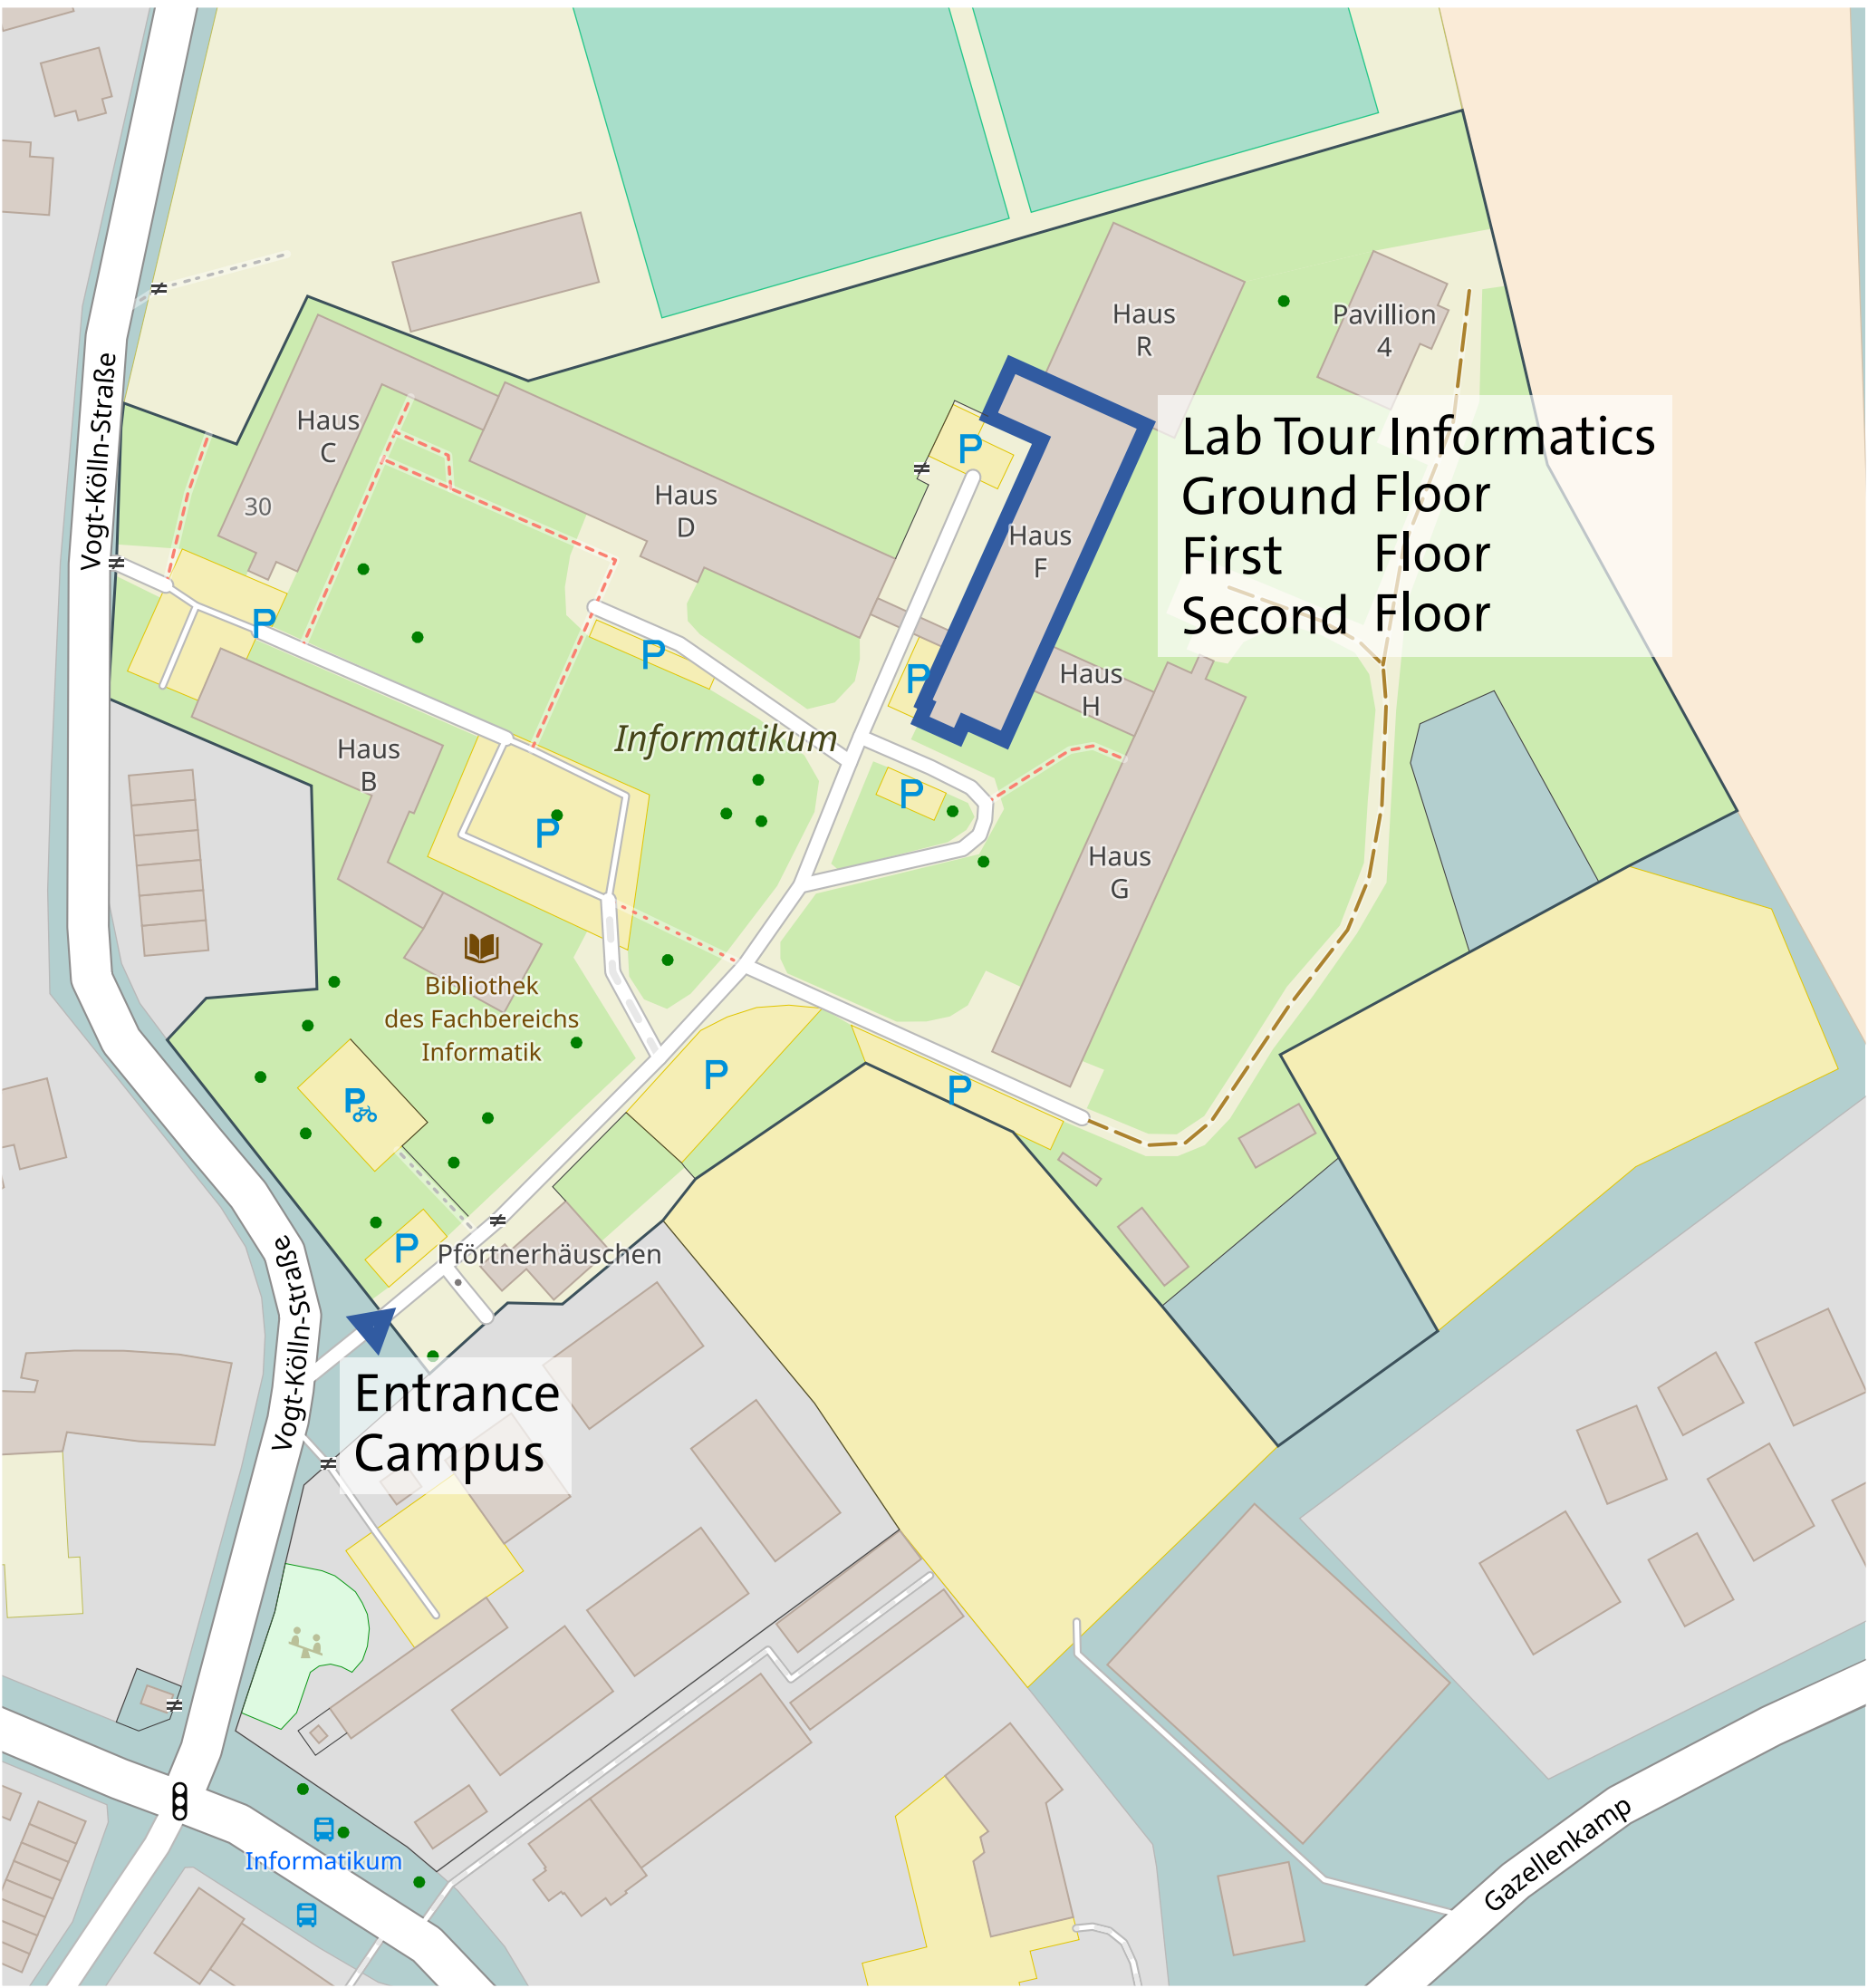 Haus
R
Pavillion
4
Vogt-Kölln-Straße
Haus
C
30
Haus
D
P
Haus
F
Lab Tour Informatics
Ground Floor
First Floor
Second Floor
P
P
P
Haus
H
Informatikum
Haus
B
P
P
Haus
G
Bibliothek
des Fachbereichs
Informatik
P
P
P
P
Pförtnerhäuschen
Vogt-Kölln-Straße
Entrance
Campus
Informatikum
Gazellenkamp